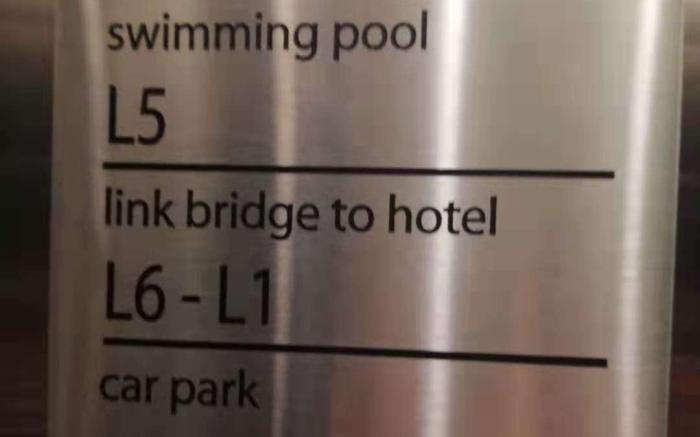 swimming pool
L5
link bridge to hotel
L6 - L1
car park